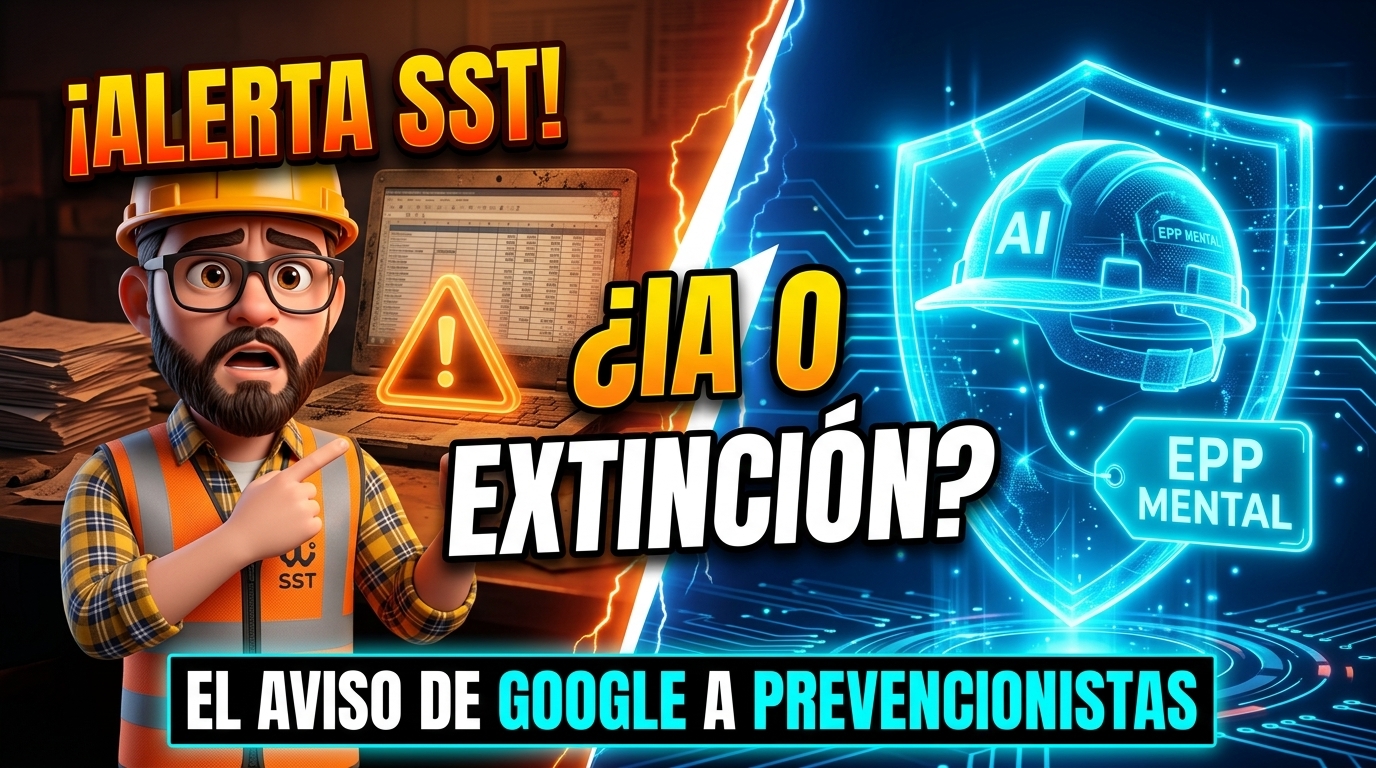 ¡ALERTA SST!
¿IA O
EXTINCIÓN?
AI
EPP MENTAL
EPP
MENTAL
SST
EL AVISO DE GOOGLE A PREVENCIONISTAS